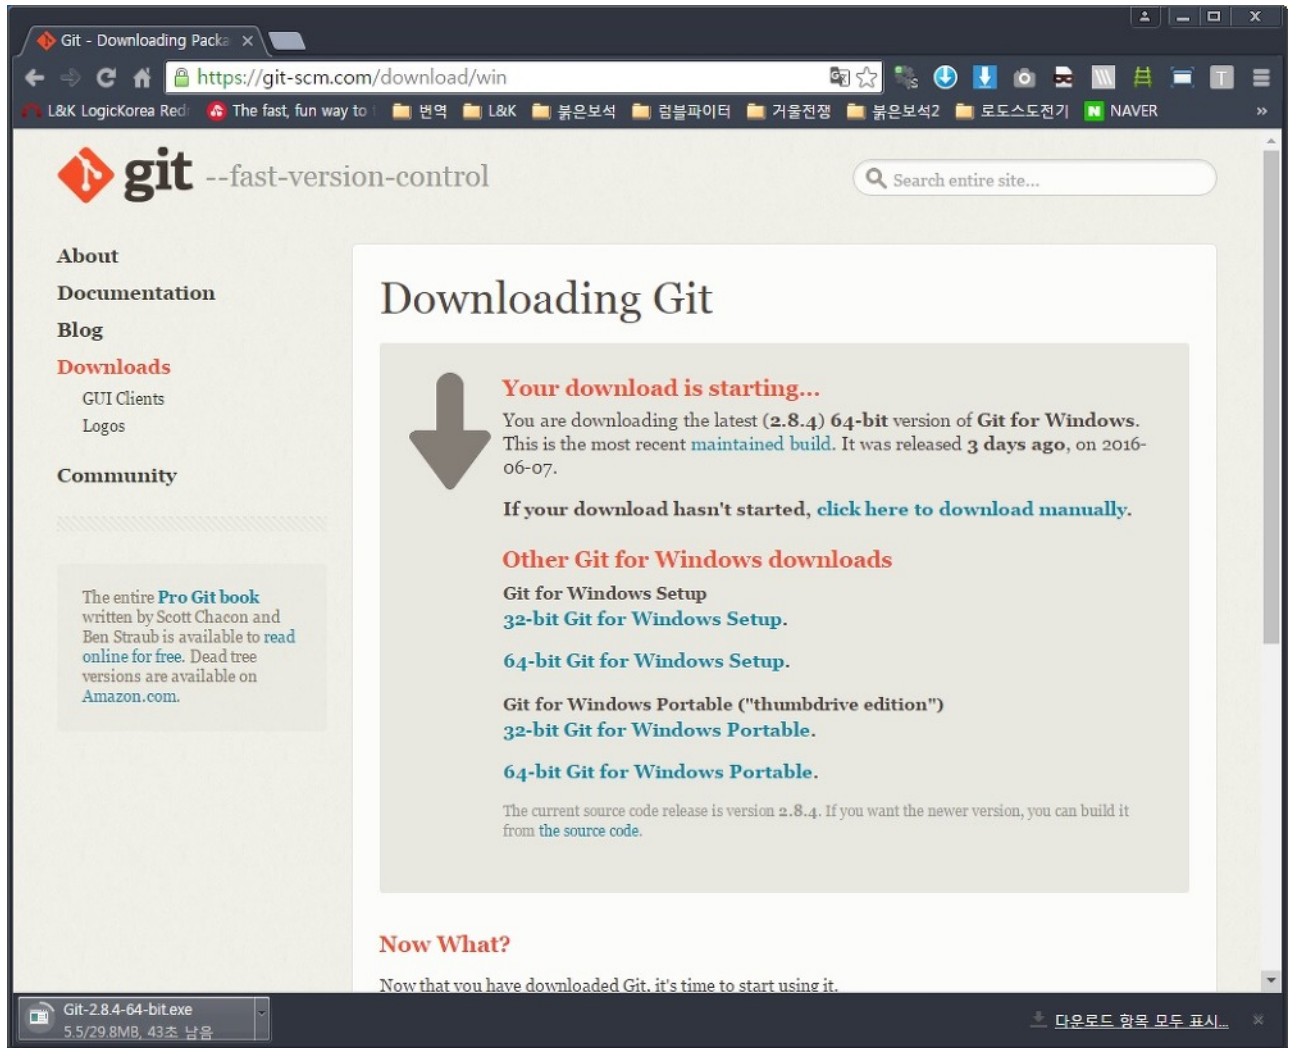 Git - Downloading Packa
https://git-scm.com/download/win
L&K LogicKorea Red
The fast, fun way to
번역
L&K
붉은보석
럼블파이터
거울전쟁
붉은보석2
로도스도전기
NAVER
git --fast-version-control
Search entire site...
About
Documentation
Blog
Downloads
GUI Clients
Logos
Community
The entire Pro Git book
written by Scott Chacon and
Ben Straub is available to read
online for free. Dead tree
versions are available on
Amazon.com.
Downloading Git
Your download is starting...
You are downloading the latest (2.8.4) 64-bit version of Git for Windows.
This is the most recent maintained build. It was released 3 days ago, on 2016-
06-07.
If your download hasn't started, click here to download manually.
Other Git for Windows downloads
Git for Windows Setup
32-bit Git for Windows Setup.
64-bit Git for Windows Setup.
Git for Windows Portable ("thumbdrive edition")
32-bit Git for Windows Portable.
64-bit Git for Windows Portable.
The current source code release is version 2.8.4. If you want the newer version, you can build it
from the source code.
Now What?
Now that you have downloaded Git, it's time to start using it.
Git-2.8.4-64-bit.exe
5.5/29.8MB, 43초 남음
다운로드 항목 모두 표시...